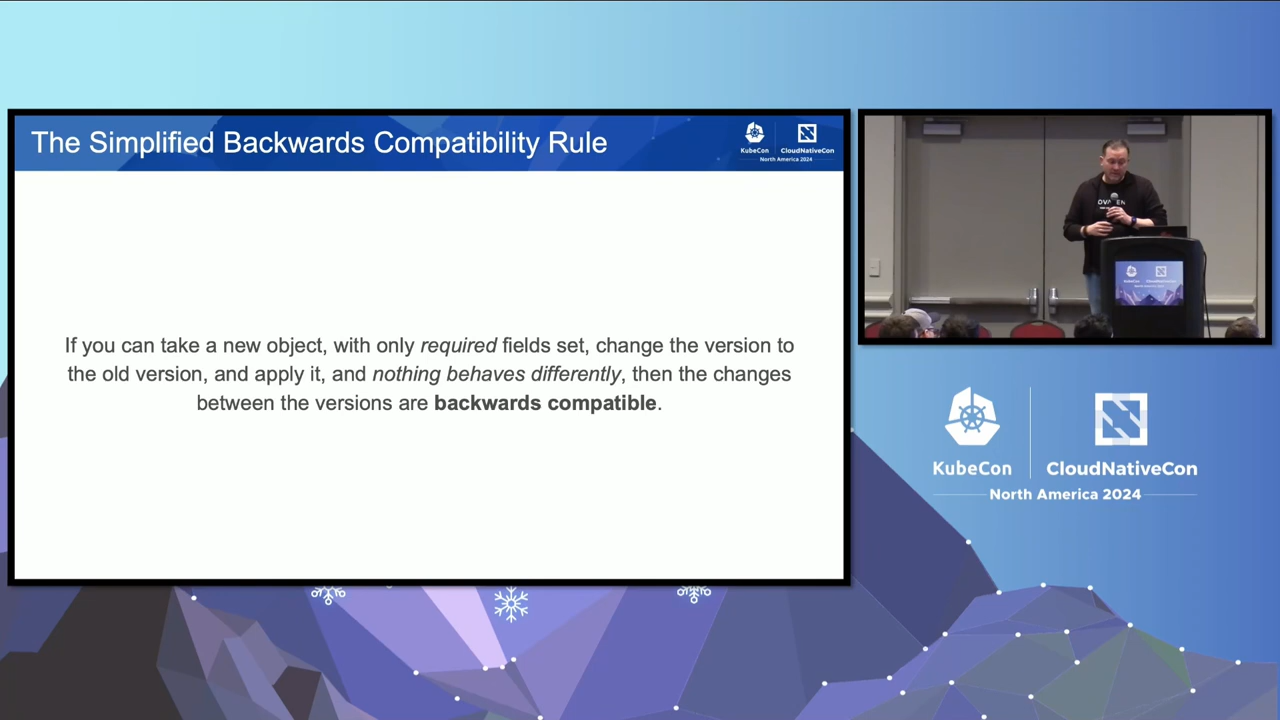 The Simplified Backwards Compatibility Rule
KubeCon
CloudNativeCon
North America 2024
If you can take a new object, with only required fields set, change the version to
the old version, and apply it, and nothing behaves differently, then the changes
between the versions are backwards compatible.
KubeCon
CloudNativeCon
North America 2024